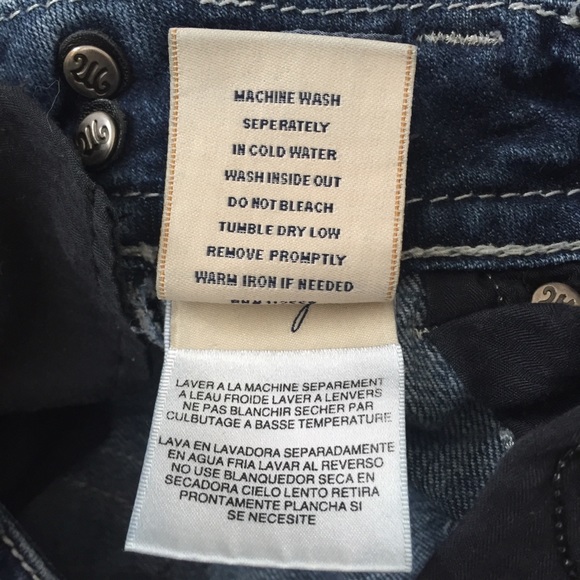 MACHINE WASH
SEPERATELY
IN COLD WATER
WASH INSIDE OUT
DO NOT BLEACH
TUMBLE DRY LOW
REMOVE PROMPTLY
WARM IRON IF NEEDED
LAVER A LA MACHINE SEPAREMENT
A LEAU FROIDE LAVER A LENVERS
NE PAS BLANCHIR SECHER PAR
CULBUTAGE A BASSE TEMPERATURE
LAVA EN LAVADORA SEPARADAMENTE
EN AGUA FRIA LAVAR AL REVERSO
NO USE BLANQUEDOR SECA EN
SECADORA CIELO LENTO RETIRA
PRONTAMENTE PLANCHA SI
SE NECESITE